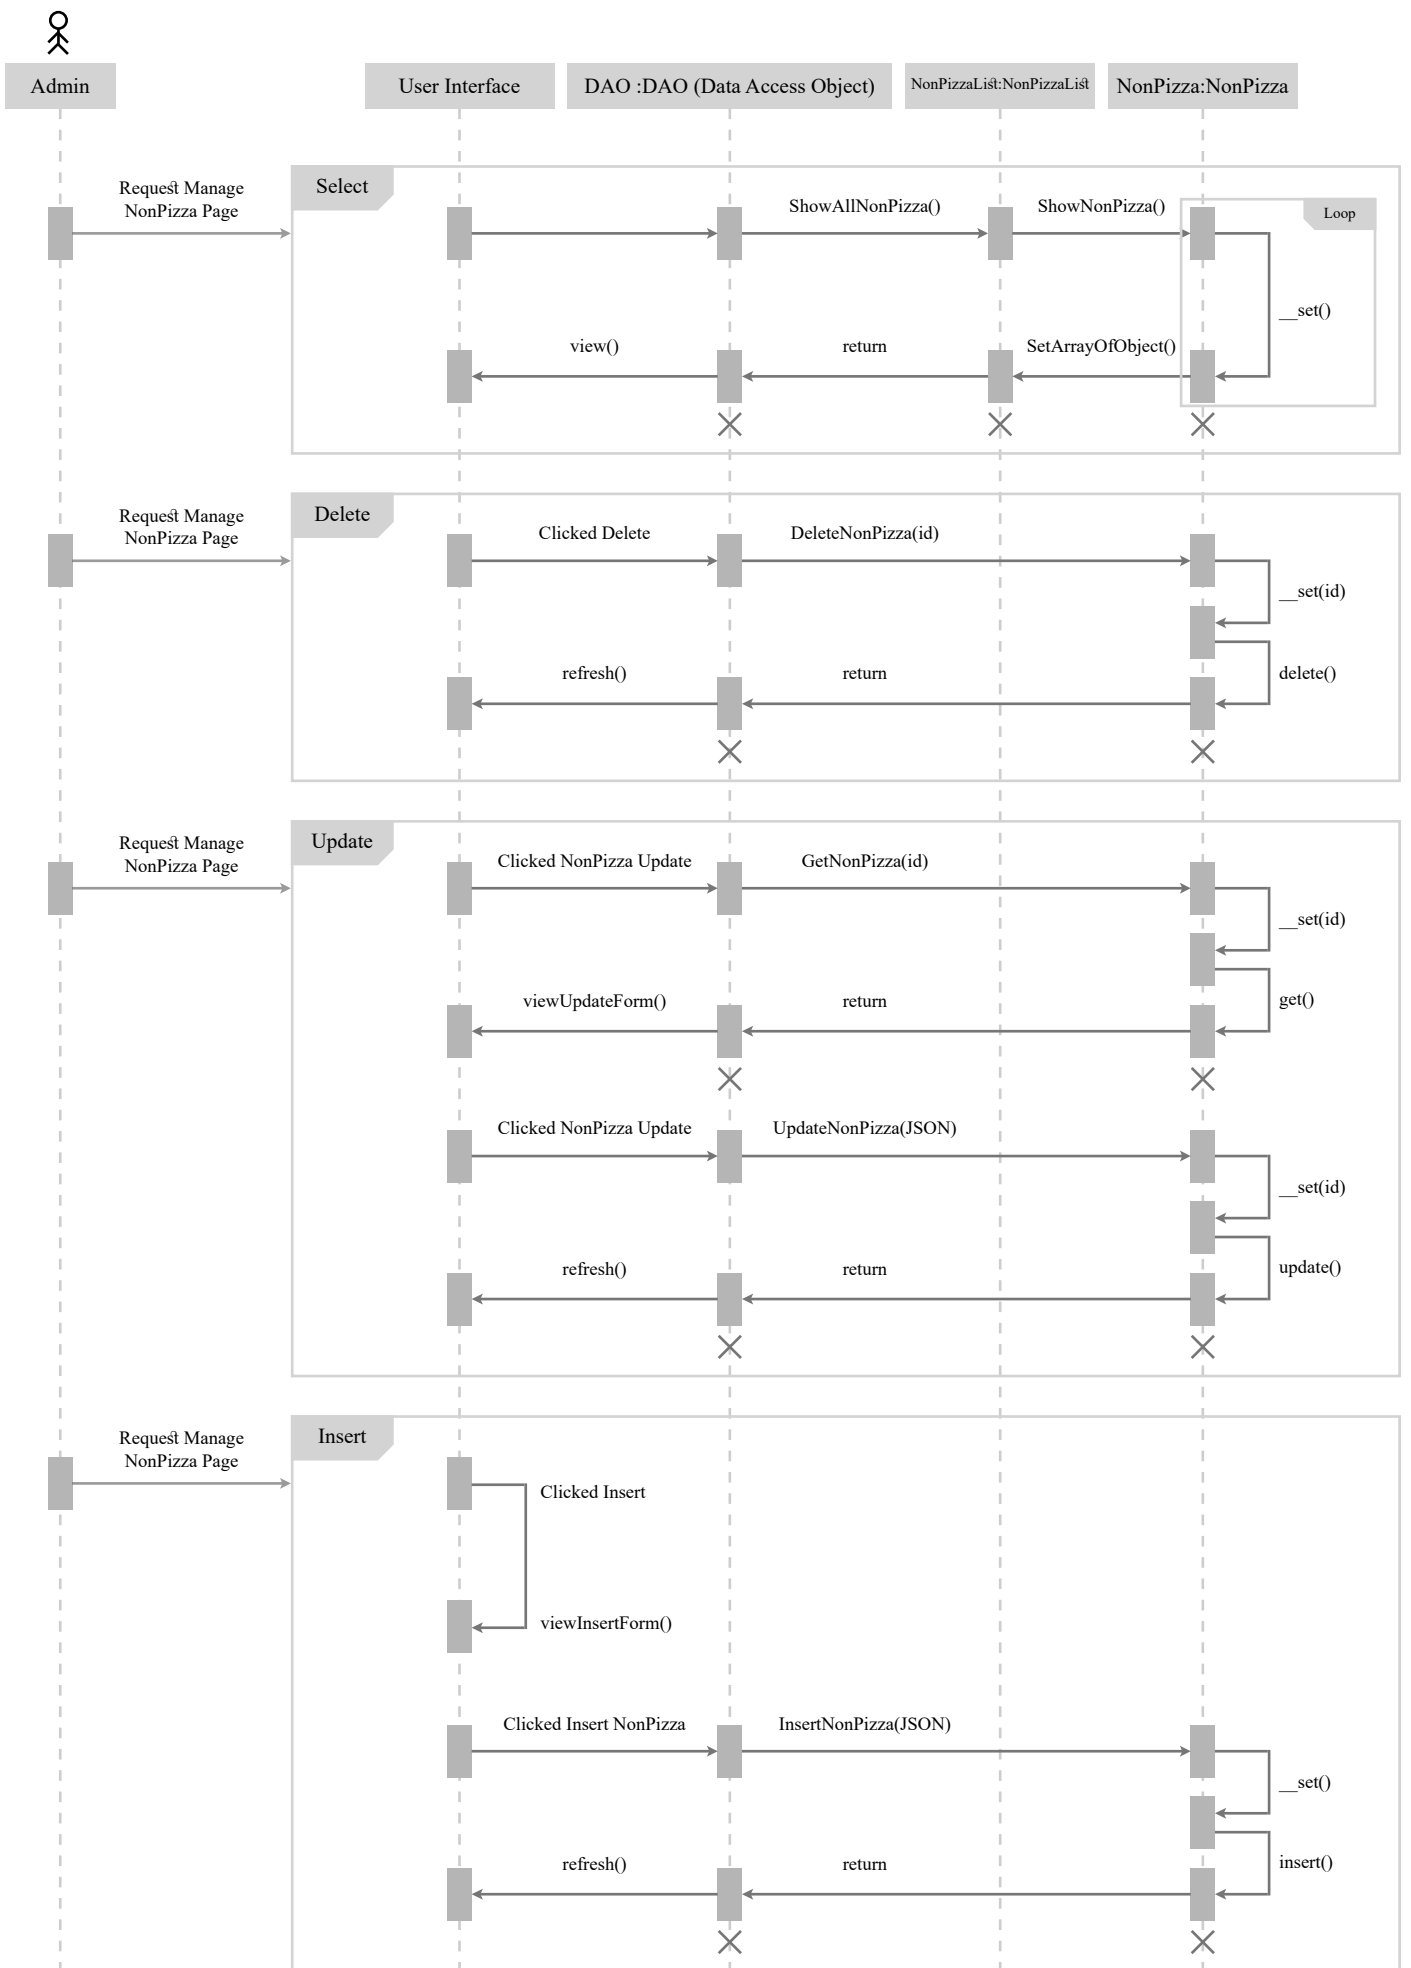 Admin
User Interface
DAO :DAO (Data Access Object)
NonPizzaList:NonPizzaList
NonPizza:NonPizza
Request Manage
NonPizza Page
Select
ShowAllNonPizza()
ShowNonPizza()
Loop
__set()
view()
return
SetArrayOfObject()
Request Manage
NonPizza Page
Delete
Clicked Delete
DeleteNonPizza(id)
__set(id)
refresh()
return
delete()
Request Manage
NonPizza Page
Update
Clicked NonPizza Update
GetNonPizza(id)
__set(id)
viewUpdateForm()
return
get()
Clicked NonPizza Update
UpdateNonPizza(JSON)
__set(id)
refresh()
return
update()
Request Manage
NonPizza Page
Insert
Clicked Insert
viewInsertForm()
Clicked Insert NonPizza
InsertNonPizza(JSON)
__set()
refresh()
return
insert()